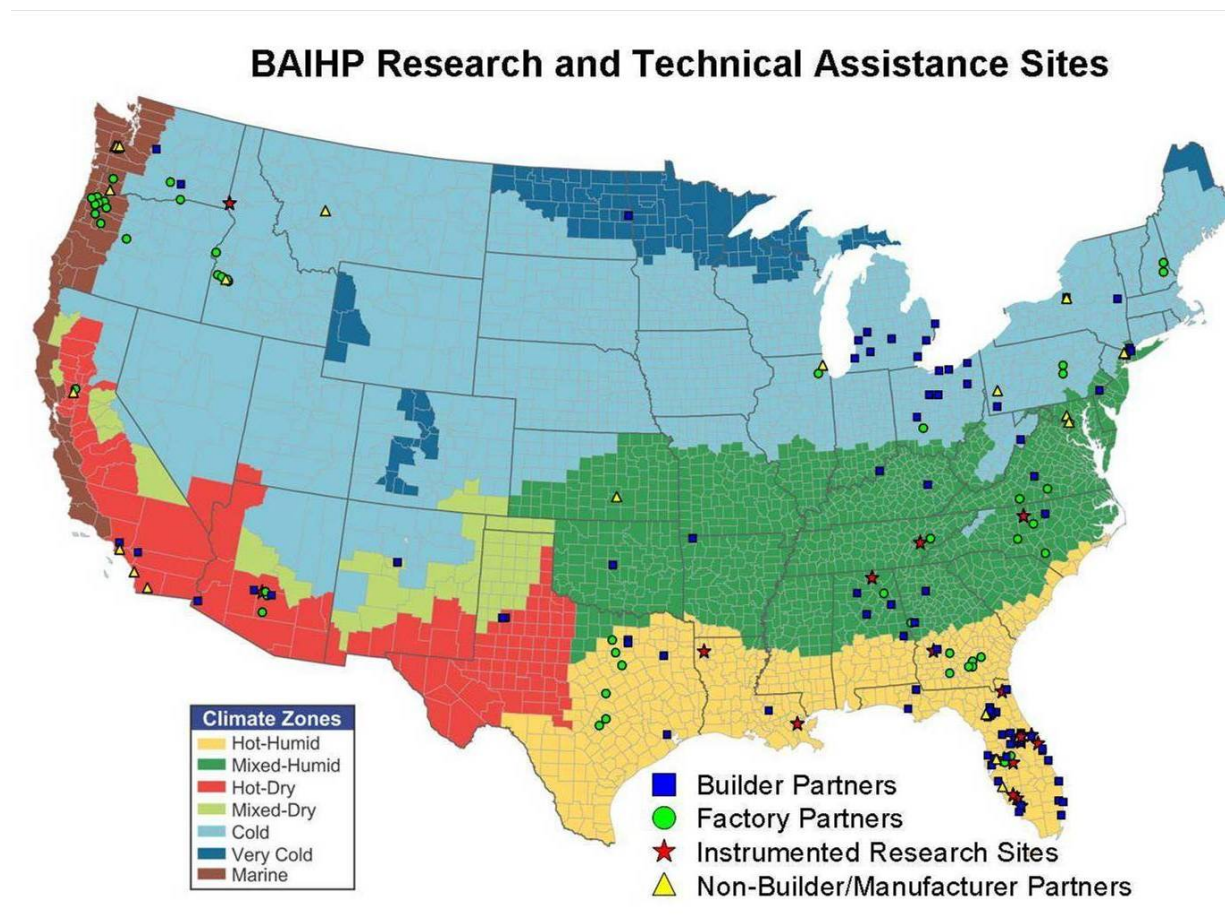 BAIHP Research and Technical Assistance Sites
Climate Zones
Hot-Humid
Mixed-Humid
Hot-Dry
Mixed-Dry
Cold
Very Cold
Marine
Builder Partners
Factory Partners
Instrumented Research Sites
Non-Builder/Manufacturer Partners